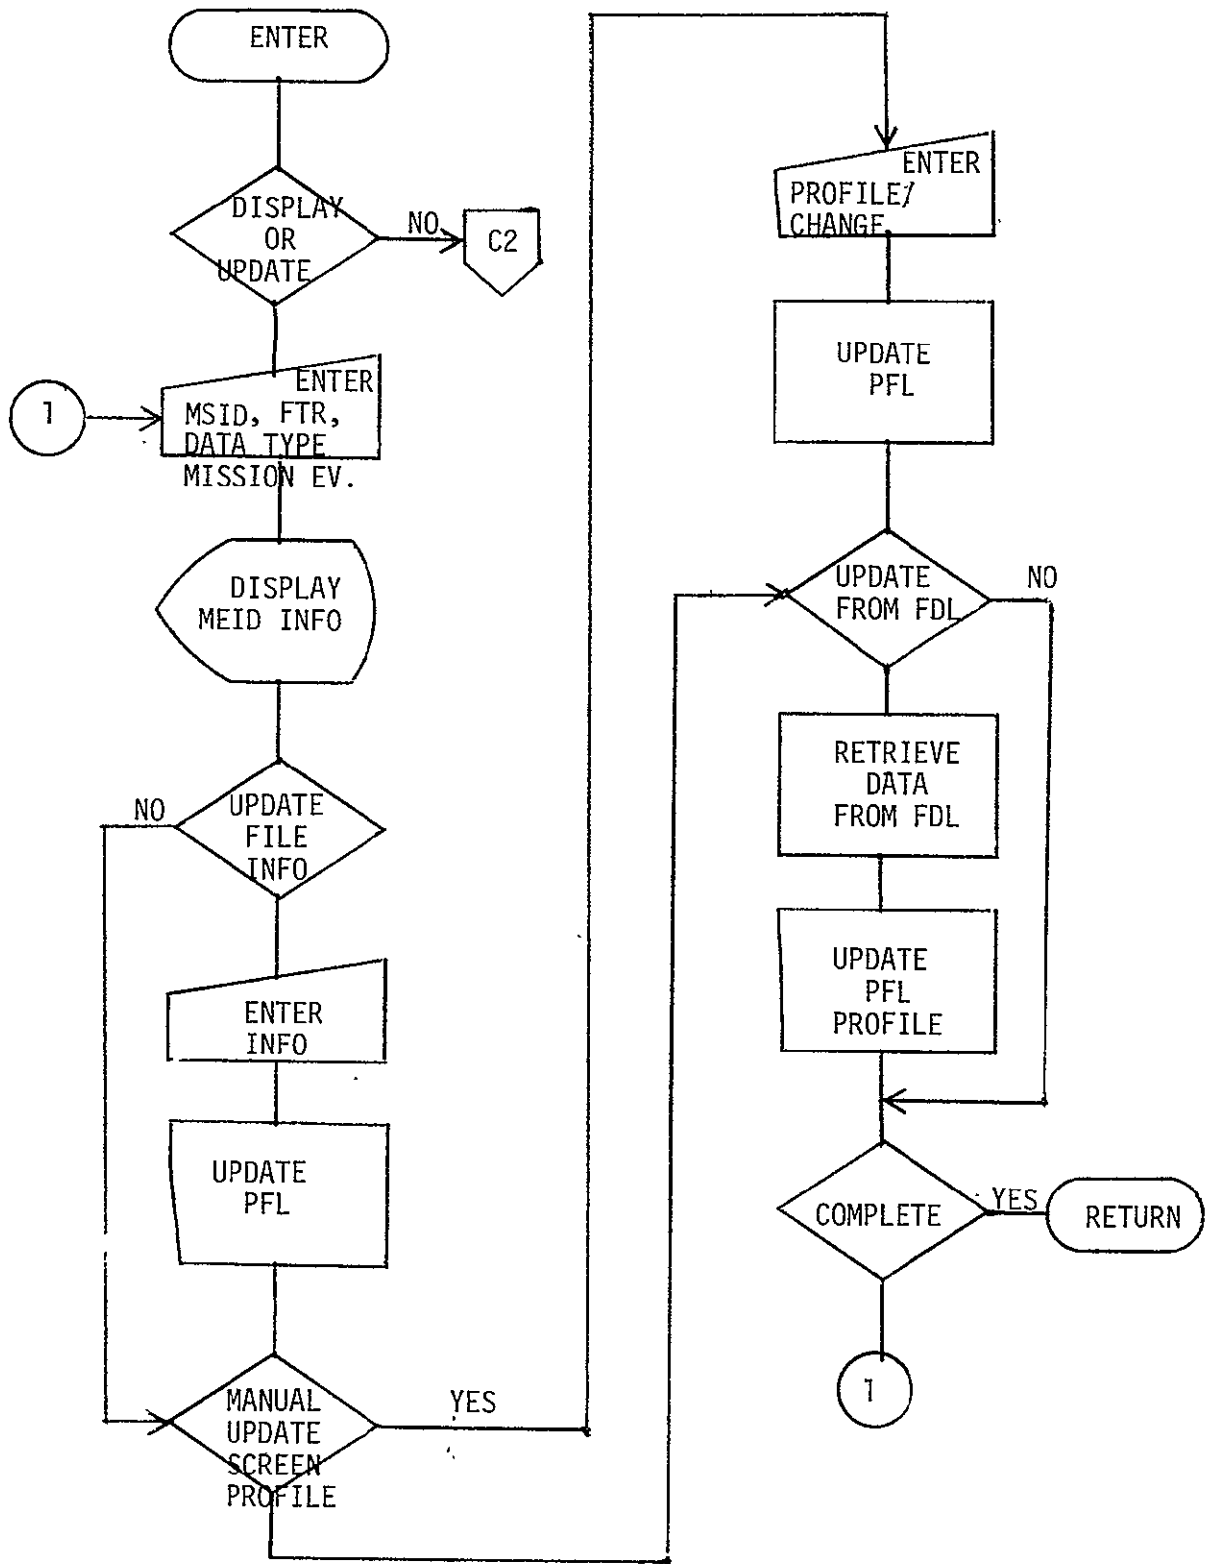 ENTER
DISPLAY
OR
UPDATE
NO
C2
1
ENTER
MSID, FTR,
DATA TYPE
MISSION EV.
DISPLAY
MEID INFO
NO
UPDATE
FILE
INFO
ENTER
INFO
UPDATE
PFL
MANUAL
UPDATE
SCREEN
PROFILE
YES
ENTER
PROFILE/
CHANGE
UPDATE
PFL
UPDATE
FROM FDL
NO
RETRIEVE
DATA
FROM FDL
UPDATE
PFL
PROFILE
COMPLETE
YES
RETURN
1